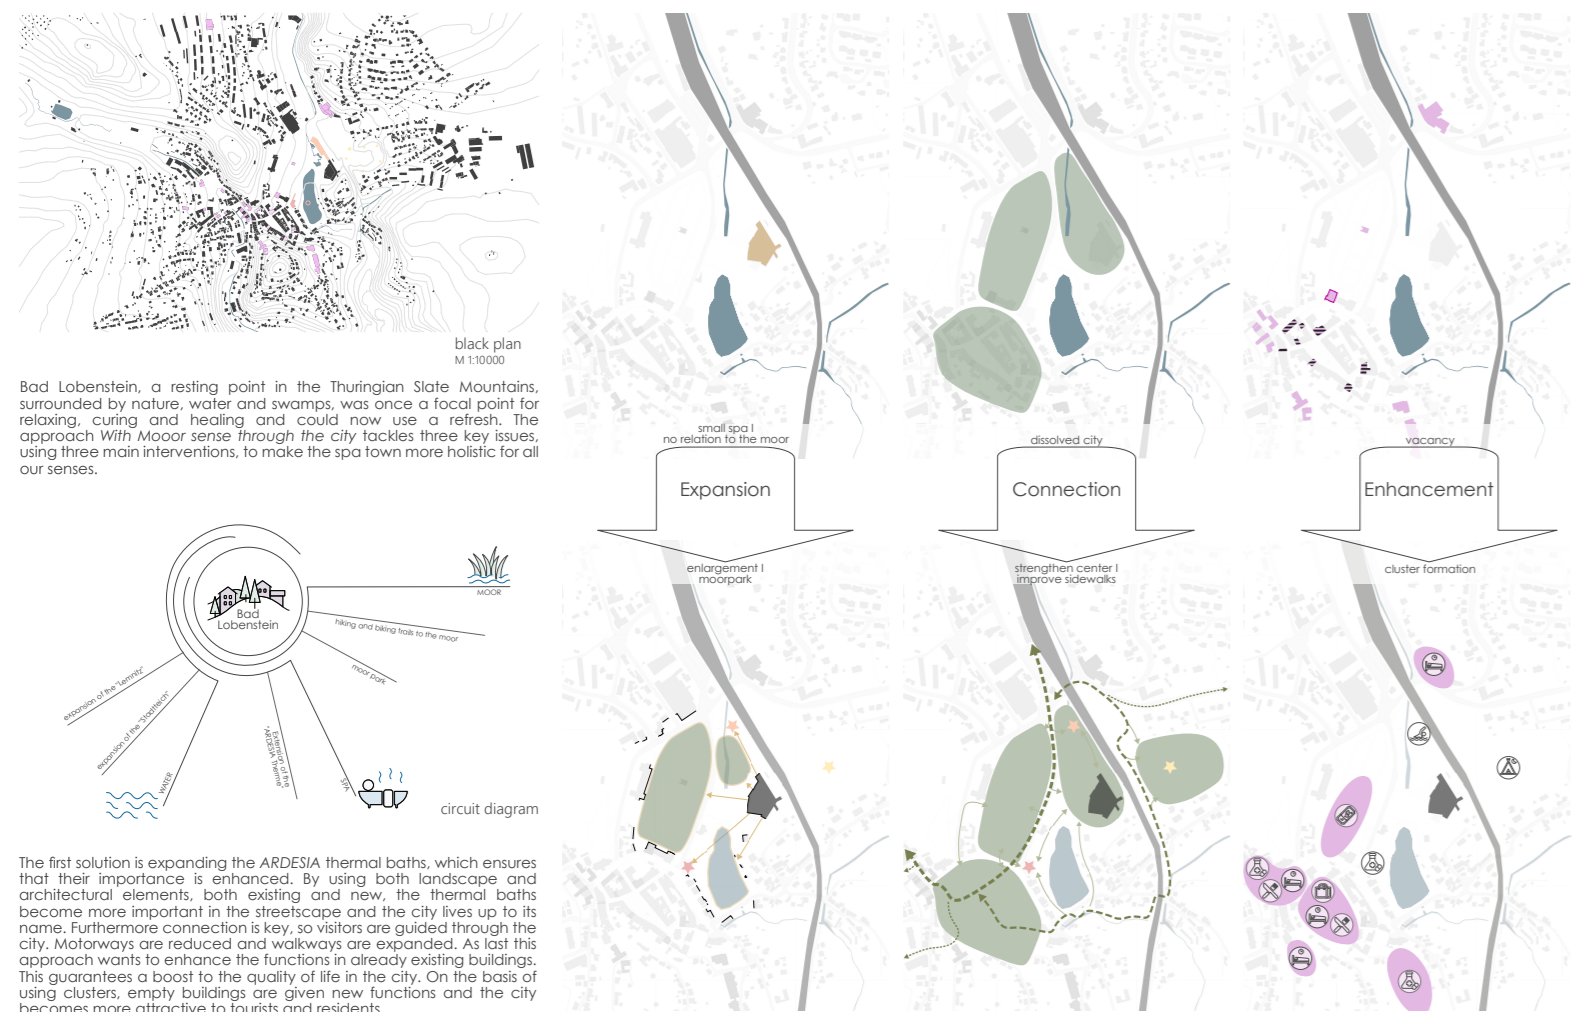 black plan
M 1:10000
Bad Lobenstein, a resting point in the Thuringian Slate Mountains,
surrounded by nature, water and swamps, was once a focal point for
relaxing, curing and healing and could now use a refresh. The
approach With Mooor sense through the city tackles three key issues,
using three main interventions, to make the spa town more holistic for all
our senses.
Bad
Lobenstein
MOOR
hiking and biking trails to the moor
moor park
SPA
Extension of the
"ARDESIA Therme"
WATER
expansion of the "Stadtteich"
expansion of the "Lemnitz"
circuit diagram
The first solution is expanding the ARDESIA thermal baths, which ensures
that their importance is enhanced. By using both landscape and
architectural elements, both existing and new, the thermal baths
become more important in the streetscape and the city lives up to its
name. Furthermore connection is key, so visitors are guided through the
city. Motorways are reduced and walkways are expanded. As last this
approach wants to enhance the functions in already existing buildings.
This guarantees a boost to the quality of life in the city. On the basis of
using clusters, empty buildings are given new functions and the city
becomes more attractive to tourists and residents
small spa I
no relation to the moor
Expansion
enlargement I
moorpark
dissolved city
Connection
strengthen center I
improve sidewalks
vacancy
Enhancement
cluster formation